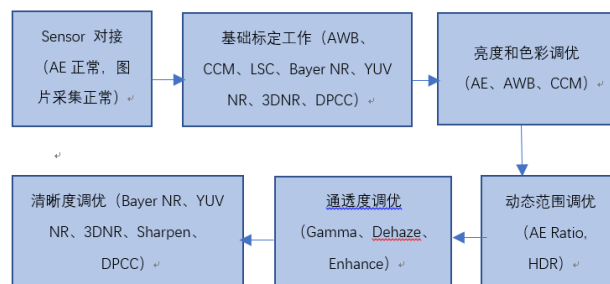 Sensor 对接
（AE 正常，图
片采集正常）
基础标定工作（AWB、
CCM、LSC、Bayer NR、YUV
NR、3DNR、DPCC）
亮度和色彩调优
（AE、AWB、CCM）
动态范围调优
（AE Ratio,
HDR）
通透度调优
（Gamma、Dehaze、
Enhance）
清晰度调优（Bayer NR、YUV
NR、3DNR、Sharpen、
DPCC）